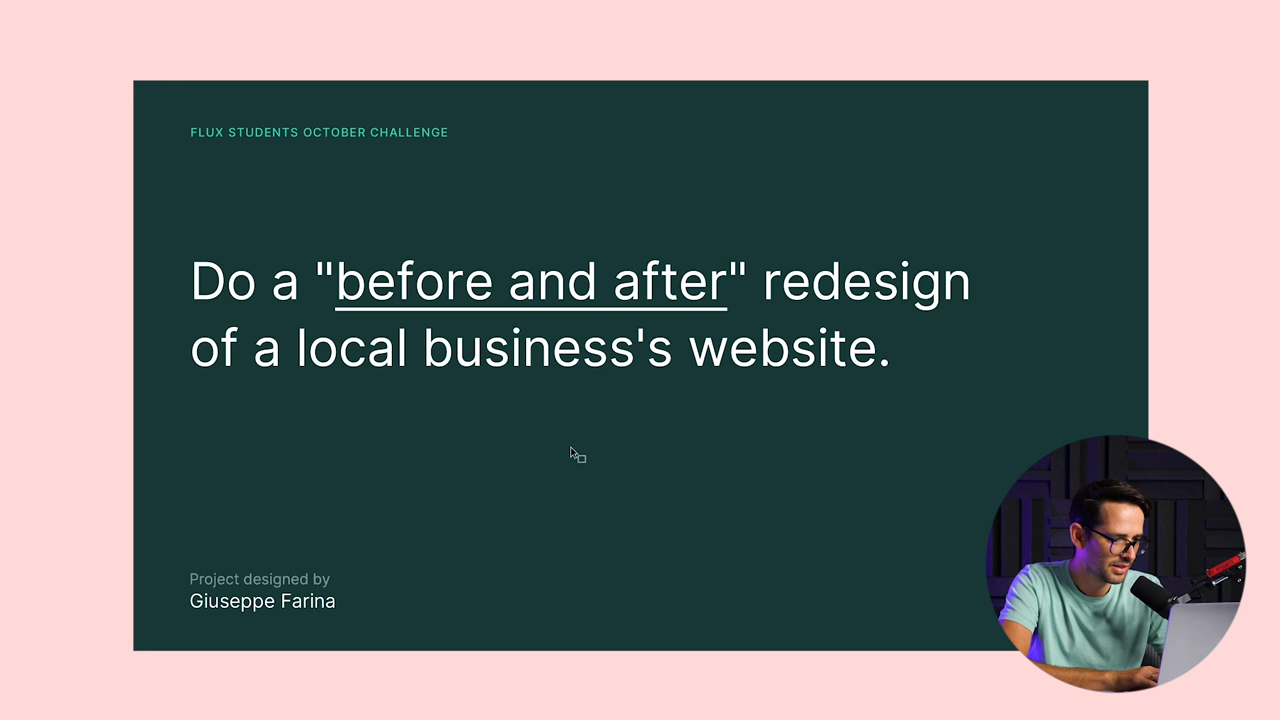 FLUX STUDENTS OCTOBER CHALLENGE
Do a "before and after" redesign
of a local business's website.
Project designed by
Giuseppe Farina